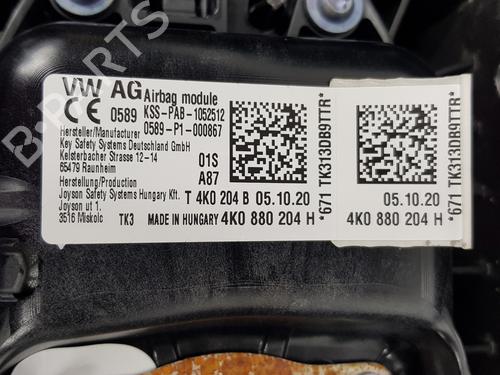 B-PARTS
VW AG Airbag module
CE 0589 KSS-PAB-1052512
0589-P1-000867
Hersteller/Manufacturer
Key Safety Systems Deutschland GmbH
Kelsterbacher Strasse 12-14
65479 Raunheim
01S
A87
Herstellung/Production
Joyson Safety Systems Hungary Kft.
Joyson ut 1.
3516 Miskolc
TK3
T 4K0 204 B 05.10.20
MADE IN HUNGARY 4K0 880 204 H
*671 TK313DB9TTR*
05.10.20
4K0 880 204 H
*671 TK313DB9TTR*